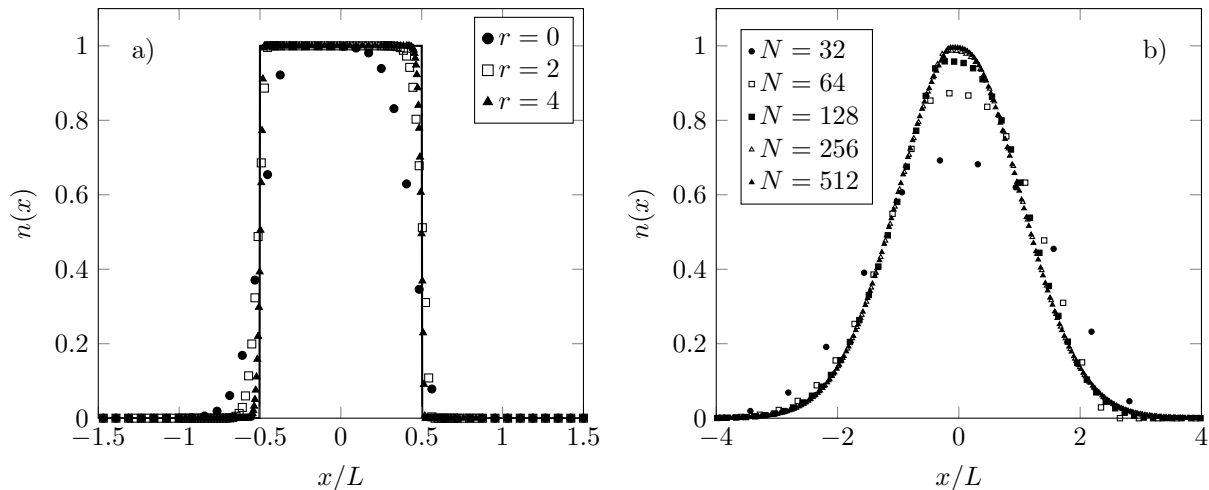 a)
r = 0
r = 2
r = 4
1
0.8
0.6
0.4
0.2
0
n(x)
−1.5 −1 −0.5 0 0.5 1 1.5
x/L
b)
N = 32
N = 64
N = 128
N = 256
N = 512
1
0.8
0.6
0.4
0.2
0
n(x)
−4 −2 0 2 4
x/L